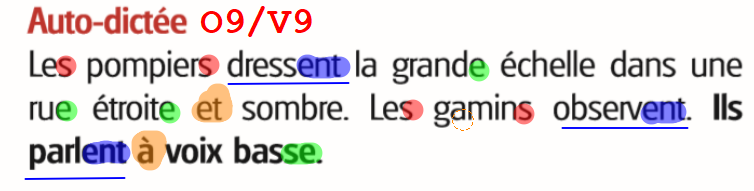 Auto-dictée O9/V9
Les pompiers dressent la grande échelle dans une
rue étroite et sombre. Les gamins observent. Ils
parlent à voix basse.